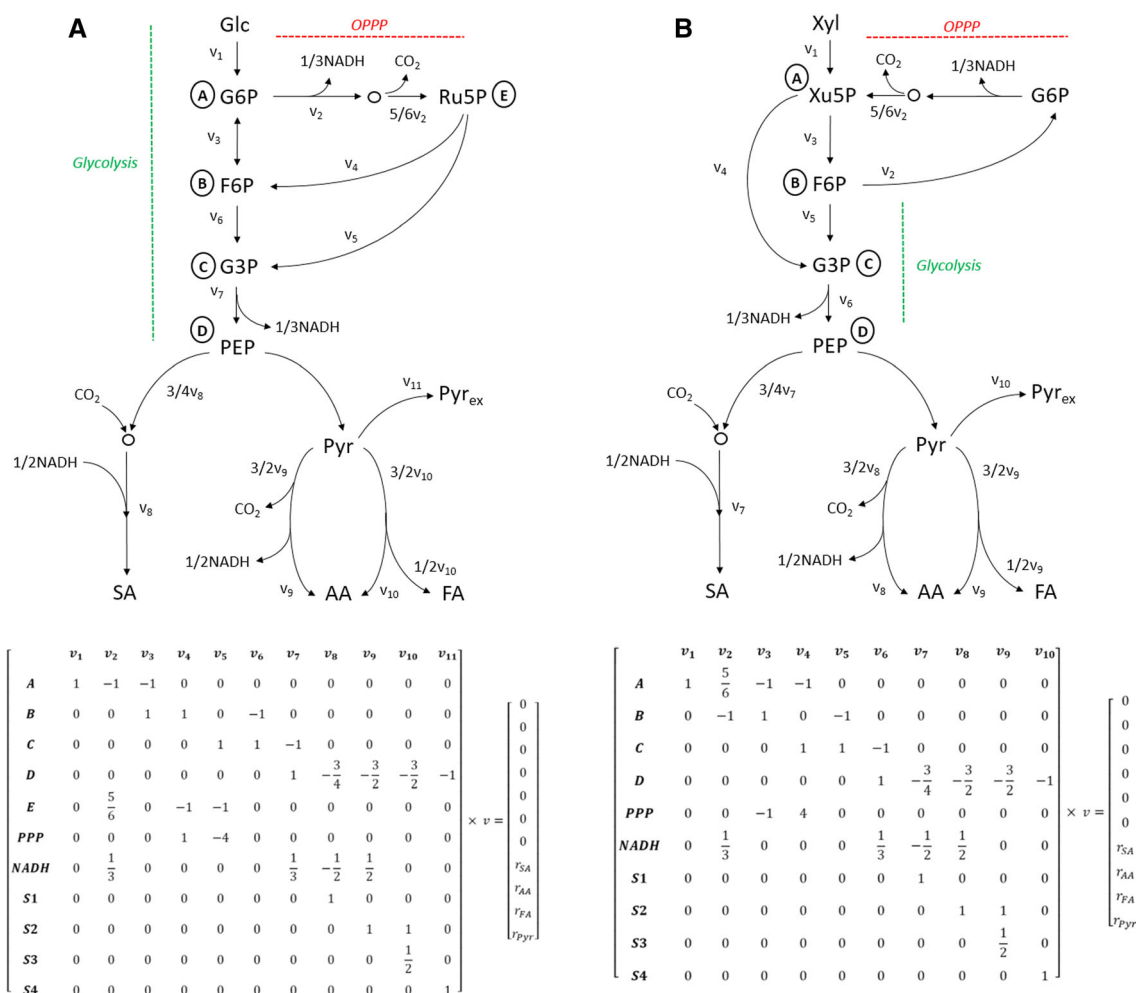 A
Glc
OPPP
v1
1/3NADH
CO2
A G6P
v2
5/6v2
Ru5P E
v3
Glycolysis
v4
B F6P
v6
v5
C G3P
v7
1/3NADH
D
PEP
CO2
3/4v8
v11
Pyrex
Pyr
1/2NADH
3/2v9
3/2v10
CO2
v8
1/2NADH
1/2v10
SA
v9
AA
v10
FA
B
Xyl
OPPP
v1
CO2
1/3NADH
A
Xu5P
5/6v2
G6P
v3
v4
B F6P
v2
v5
G3P C
Glycolysis
v6
1/3NADH
PEP D
CO2
3/4v7
v10
Pyrex
Pyr
1/2NADH
3/2v8
3/2v9
CO2
v7
1/2NADH
1/2v9
SA
v8
AA
v9
FA
v1 v2 v3 v4 v5 v6 v7 v8 v9 v10 v11
A 1 −1 −1 0 0 0 0 0 0 0 0
B 0 0 1 1 0 −1 0 0 0 0 0
C 0 0 0 0 1 1 −1 0 0 0 0
D 0 0 0 0 0 0 1 −3/4 −3/2 −3/2 −1
E 0 5/6 0 −1 −1 0 0 0 0 0 0
PPP 0 0 0 1 −4 0 0 0 0 0 0
NADH 0 1/3 0 0 0 0 1/3 −1/2 1/2 0 0
S1 0 0 0 0 0 0 0 1 0 0 0
S2 0 0 0 0 0 0 0 0 1 1 0
S3 0 0 0 0 0 0 0 0 0 1/2 0
S4 0 0 0 0 0 0 0 0 0 0 1
× v =
0
0
0
0
0
0
0
rSA
rAA
rFA
rPyr
v1 v2 v3 v4 v5 v6 v7 v8 v9 v10
A 1 5/6 −1 −1 0 0 0 0 0 0
B 0 −1 1 0 −1 0 0 0 0 0
C 0 0 0 1 1 −1 0 0 0 0
D 0 0 0 0 0 1 −3/4 −3/2 −3/2 −1
PPP 0 0 −1 4 0 0 0 0 0 0
NADH 0 1/3 0 0 0 1/3 −1/2 1/2 0 0
S1 0 0 0 0 0 0 1 0 0 0
S2 0 0 0 0 0 0 0 1 1 0
S3 0 0 0 0 0 0 0 0 1/2 0
S4 0 0 0 0 0 0 0 0 0 1
× v =
0
0
0
0
0
0
rSA
rAA
rFA
rPyr